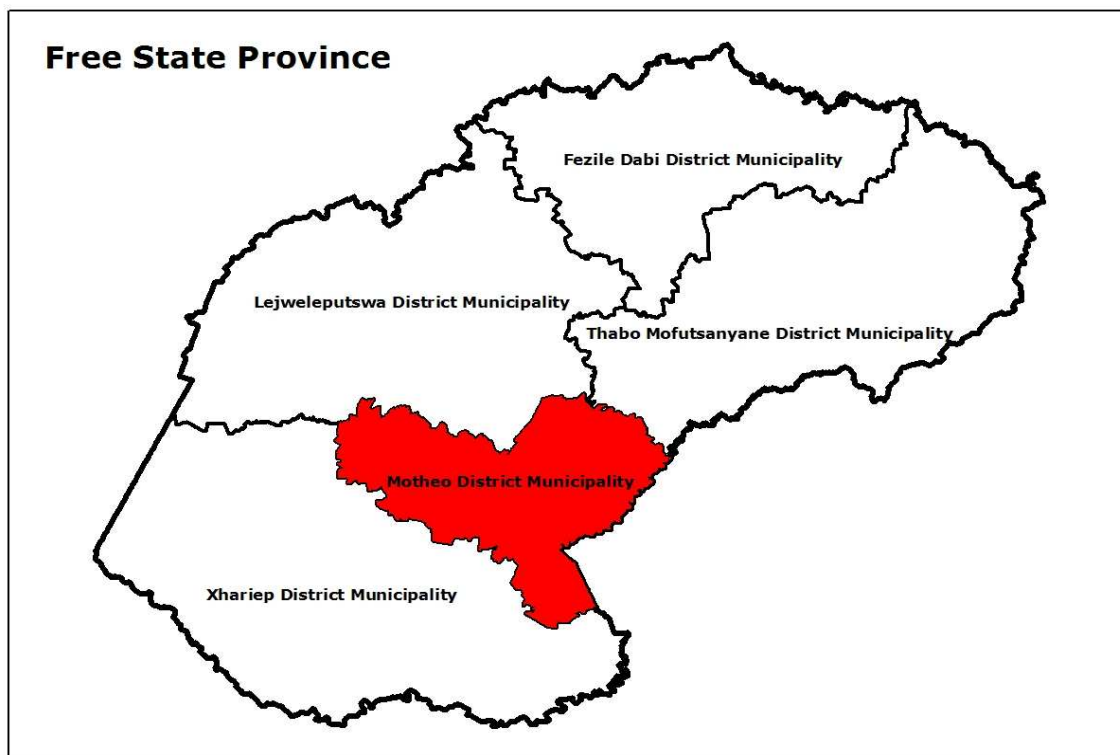 Free State Province
Fezile Dabi District Municipality
Lejweleputswa District Municipality
Thabo Mofutsanyane District Municipality
Motheo District Municipality
Xhariep District Municipality